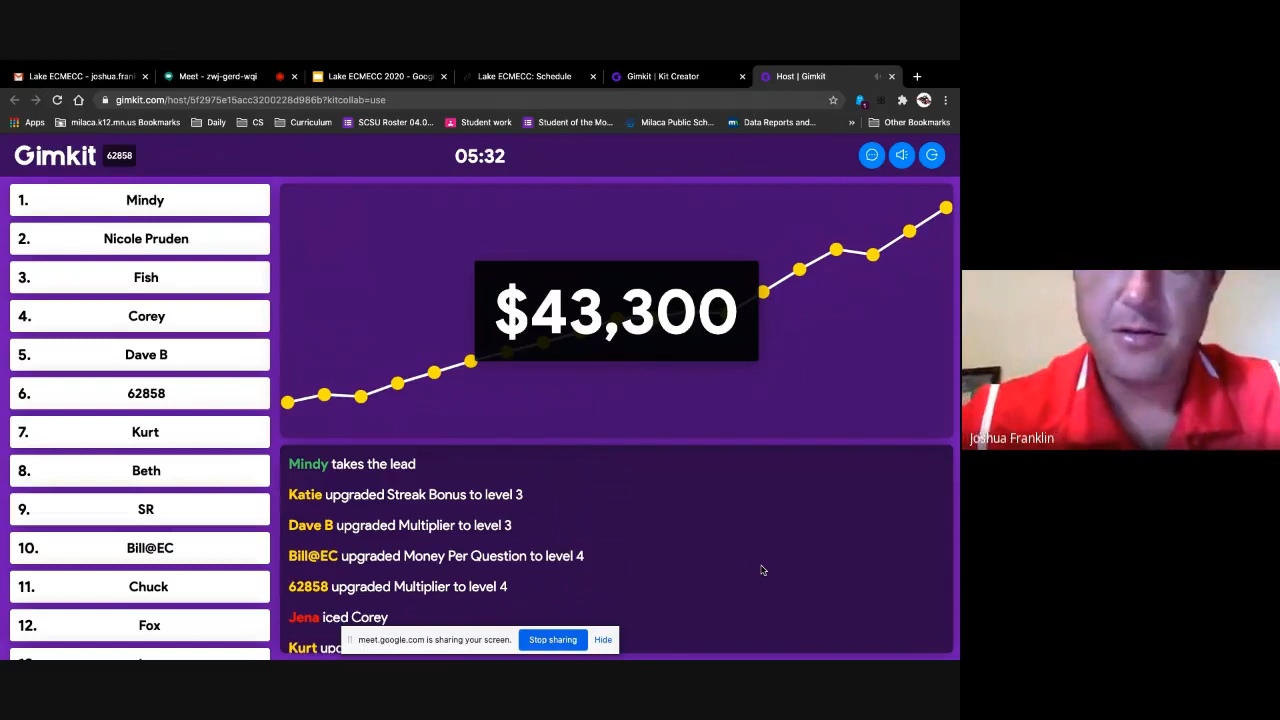 Lake ECMECC - joshua.fran
Meet - zwj-gerd-wqi
Lake ECMECC 2020 - Goog
Lake ECMECC: Schedule
Gimkit | Kit Creator
Host | Gimkit
gimkit.com/host/5f2975e15acc3200228d986b?kitcollab=use
Apps
milaca.k12.mn.us Bookmarks
Daily
CS
Curriculum
SCSU Roster 04.0...
Student work
Student of the Mo...
Milaca Public Sch...
Data Reports and...
Other Bookmarks
Gimkit 62858
05:32
1. Mindy
2. Nicole Pruden
3. Fish
4. Corey
5. Dave B
6. 62858
7. Kurt
8. Beth
9. SR
10. Bill@EC
11. Chuck
12. Fox
$43,300
Mindy takes the lead
Katie upgraded Streak Bonus to level 3
Dave B upgraded Multiplier to level 3
Bill@EC upgraded Money Per Question to level 4
62858 upgraded Multiplier to level 4
Jena iced Corey
Kurt
meet.google.com is sharing your screen.
Stop sharing
Hide
Joshua Franklin